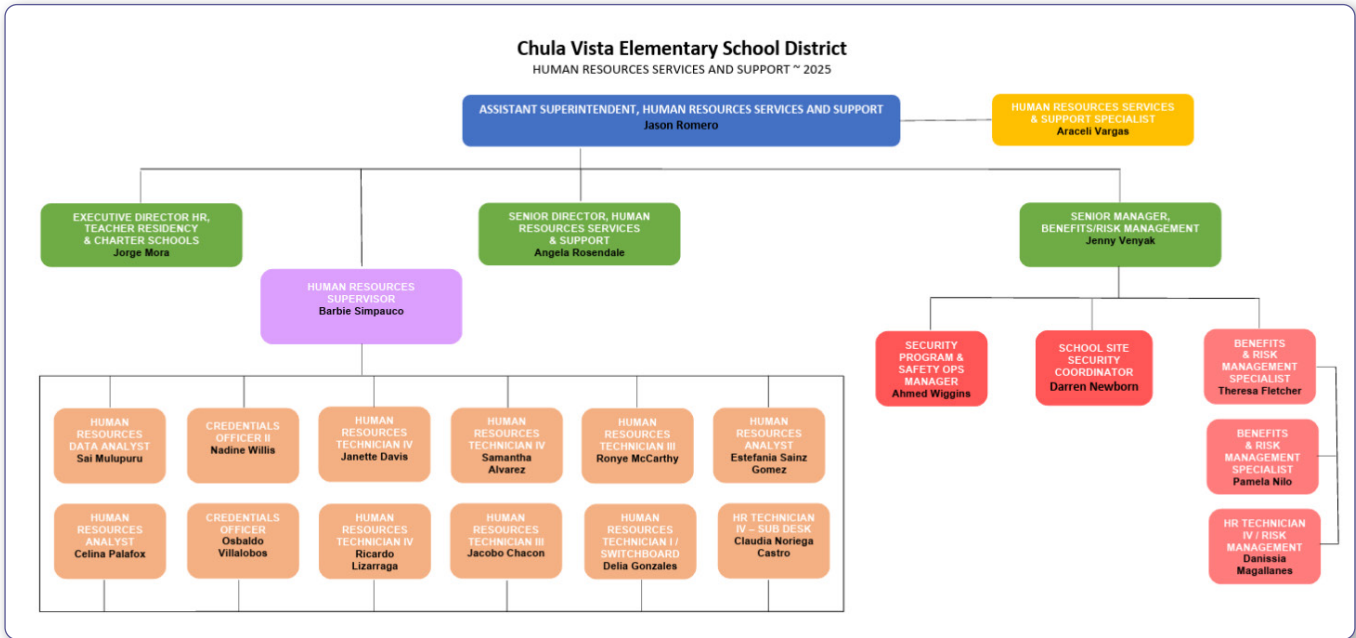 Chula Vista Elementary School District
HUMAN RESOURCES SERVICES AND SUPPORT ~ 2025
ASSISTANT SUPERINTENDENT, HUMAN RESOURCES SERVICES AND SUPPORT
Jason Romero
HUMAN RESOURCES SERVICES
& SUPPORT SPECIALIST
Araceli Vargas
EXECUTIVE DIRECTOR HR,
TEACHER RESIDENCY
& CHARTER SCHOOLS
Jorge Mora
SENIOR DIRECTOR, HUMAN
RESOURCES SERVICES
& SUPPORT
Angela Rosendale
SENIOR MANAGER,
BENEFITS/RISK MANAGEMENT
Jenny Venyak
HUMAN RESOURCES
SUPERVISOR
Barbie Simpauco
SECURITY
PROGRAM &
SAFETY OPS
MANAGER
Ahmed Wiggins
SCHOOL SITE
SECURITY
COORDINATOR
Darren Newborn
BENEFITS
& RISK
MANAGEMENT
SPECIALIST
Theresa Fletcher
HUMAN
RESOURCES
DATA ANALYST
Sai Mulupuru
CREDENTIALS
OFFICER II
Nadine Willis
HUMAN
RESOURCES
TECHNICIAN IV
Janette Davis
HUMAN
RESOURCES
TECHNICIAN IV
Samantha
Alvarez
HUMAN
RESOURCES
TECHNICIAN III
Ronye McCarthy
HUMAN
RESOURCES
ANALYST
Estefania Sainz
Gomez
BENEFITS
& RISK
MANAGEMENT
SPECIALIST
Pamela Nilo
HUMAN
RESOURCES
ANALYST
Celina Palafox
CREDENTIALS
OFFICER
Osbaldo
Villalobos
HUMAN
RESOURCES
TECHNICIAN IV
Ricardo
Lizarraga
HUMAN
RESOURCES
TECHNICIAN III
Jacobo Chacon
HUMAN
RESOURCES
TECHNICIAN I /
SWITCHBOARD
Delia Gonzales
HR TECHNICIAN
IV – SUB DESK
Claudia Noriega
Castro
HR TECHNICIAN
IV / RISK
MANAGEMENT
Danissia
Magallanes